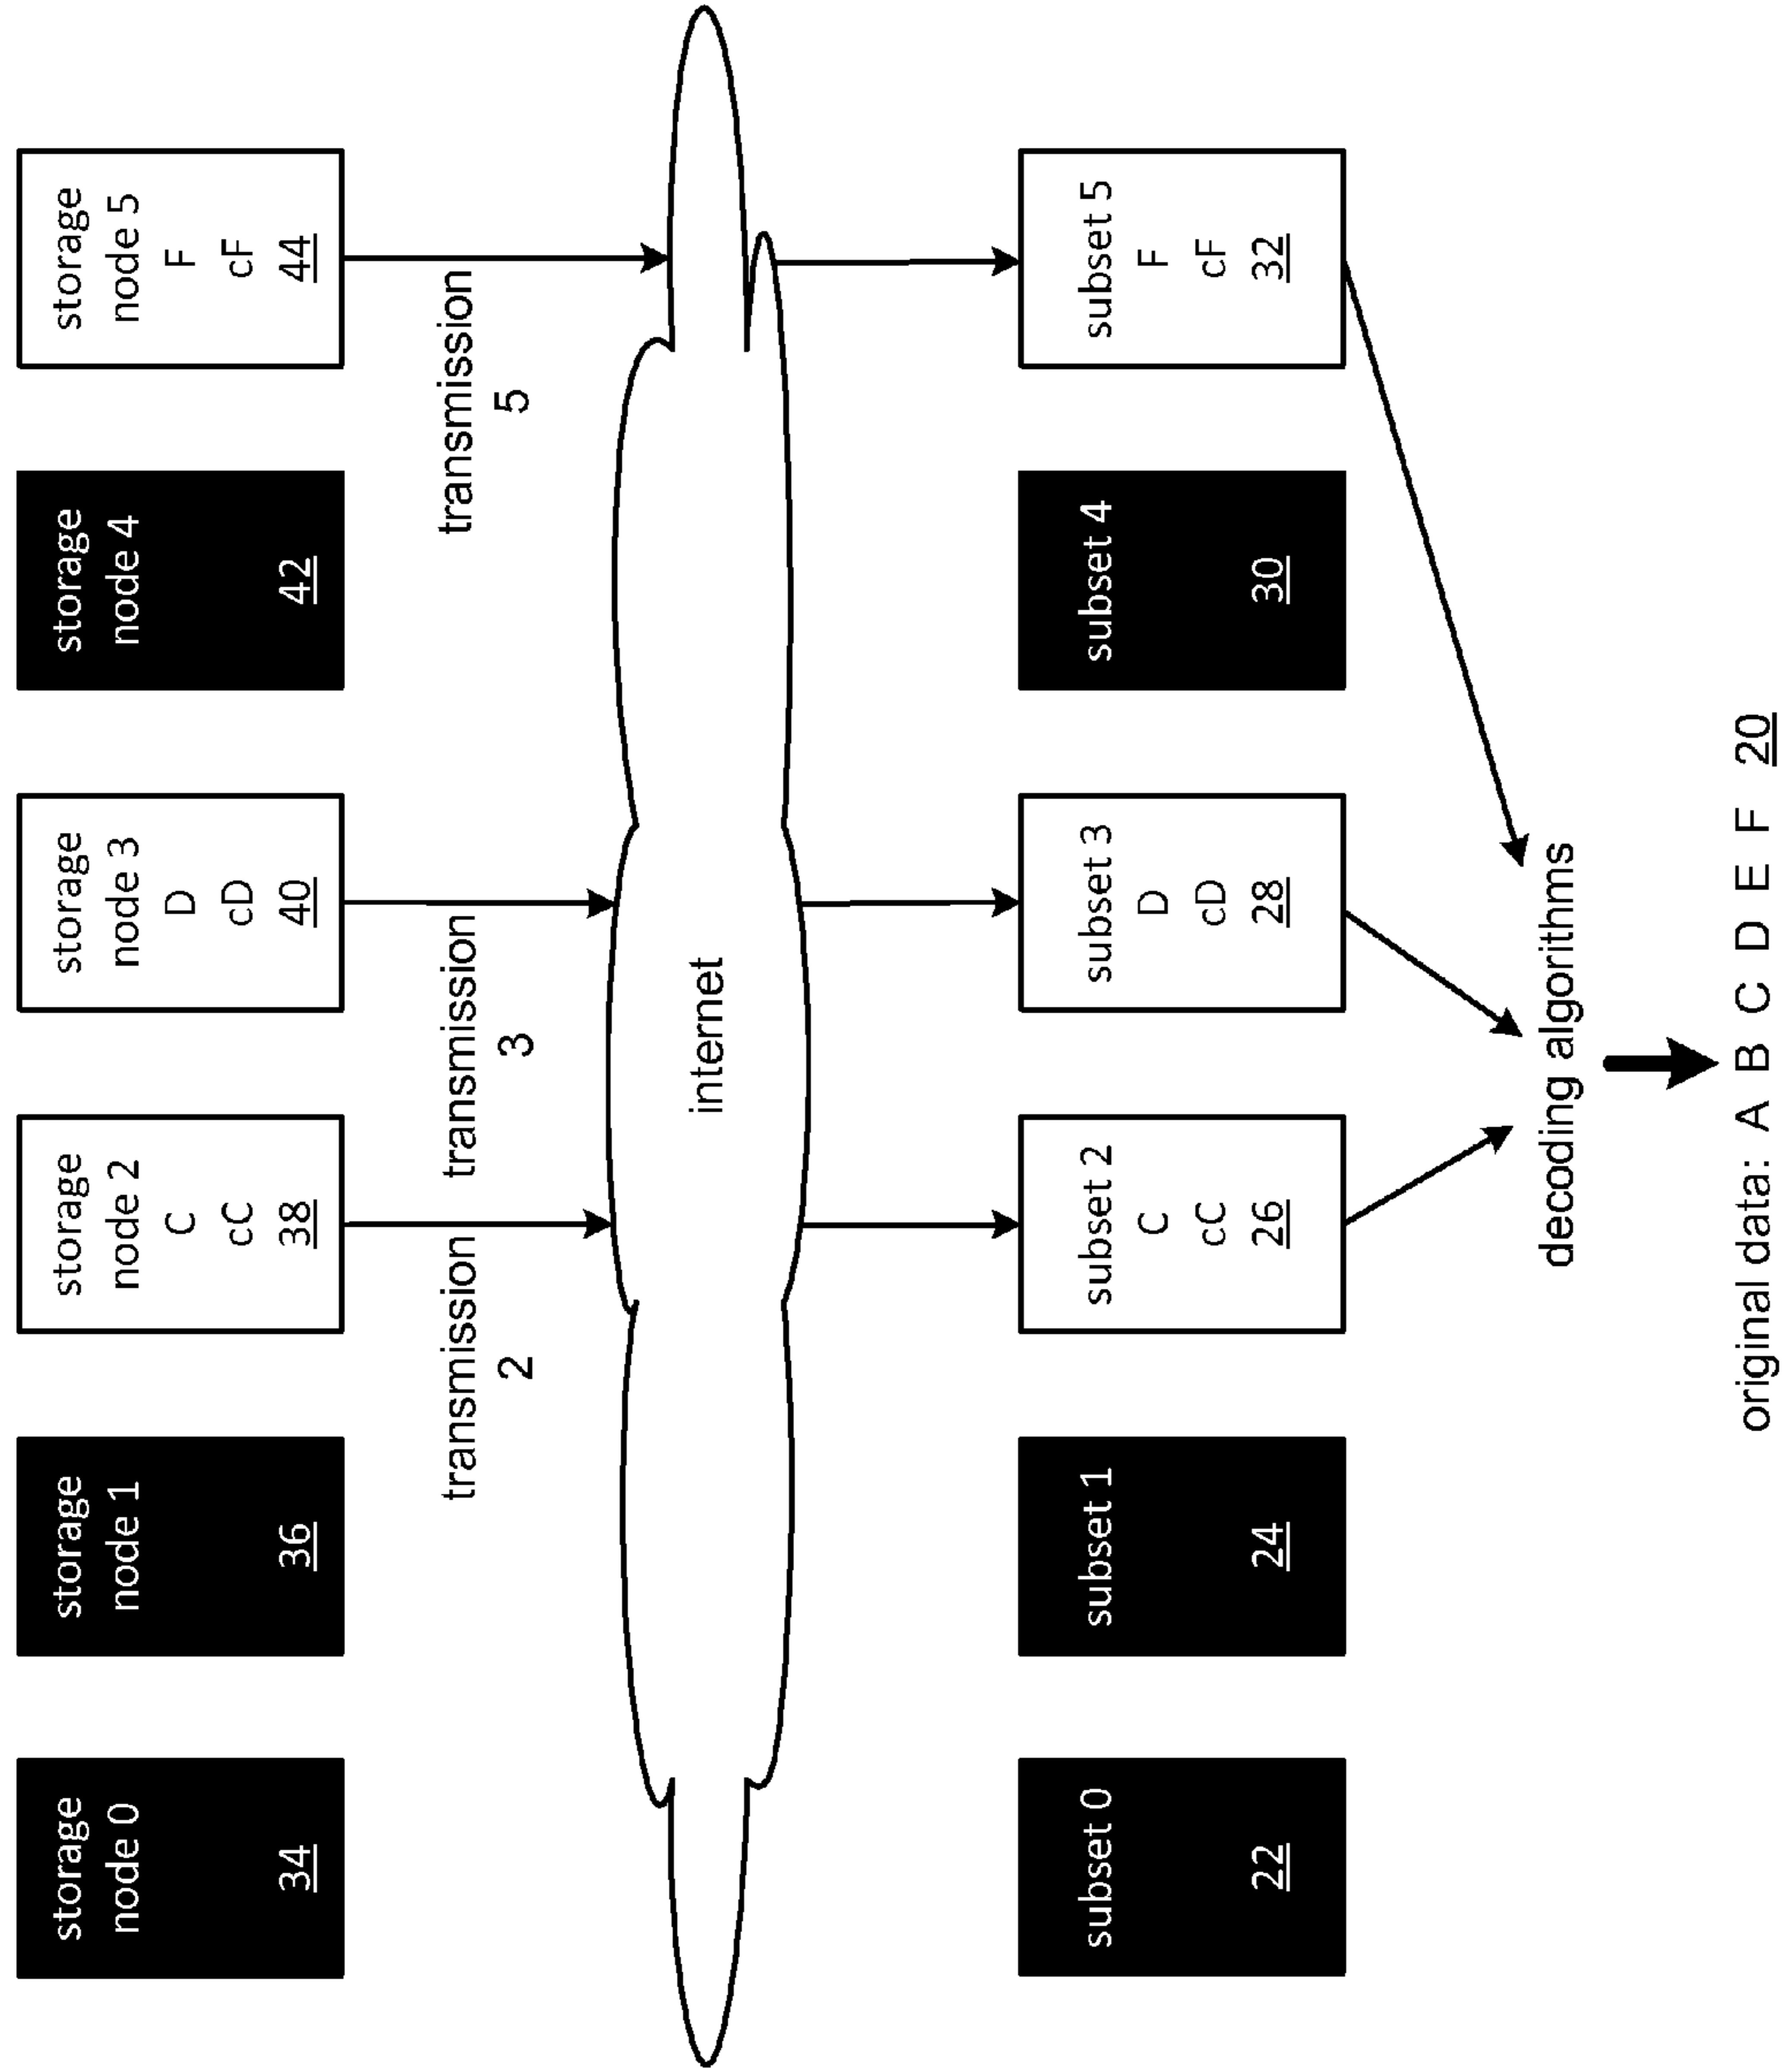 storage
node 0
34
storage
node 1
36
storage
node 2
C
cC
38
storage
node 3
D
cD
40
storage
node 4
42
storage
node 5
F
cF
44
transmission
2
transmission
3
transmission
5
internet
subset 0
22
subset 1
24
subset 2
C
cC
26
subset 3
D
cD
28
subset 4
30
subset 5
F
cF
32
decoding algorithms
original data: A B C D E F 20